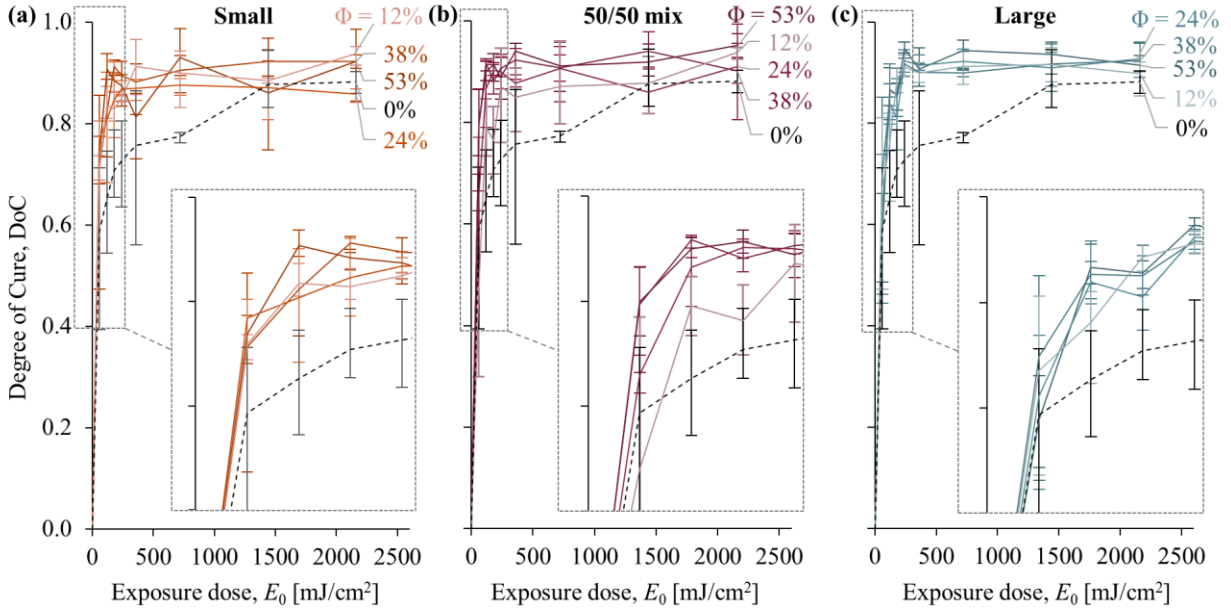 (a)
Small
Φ = 12%
38%
53%
0%
24%
Degree of Cure, DoC
1.0
0.8
0.6
0.4
0.2
0.0
0 500 1000 1500 2000 2500
Exposure dose, E0 [mJ/cm2]
(b)
50/50 mix
Φ = 53%
12%
24%
38%
0%
0 500 1000 1500 2000 2500
Exposure dose, E0 [mJ/cm2]
(c)
Large
Φ = 24%
38%
53%
12%
0%
0 500 1000 1500 2000 2500
Exposure dose, E0 [mJ/cm2]